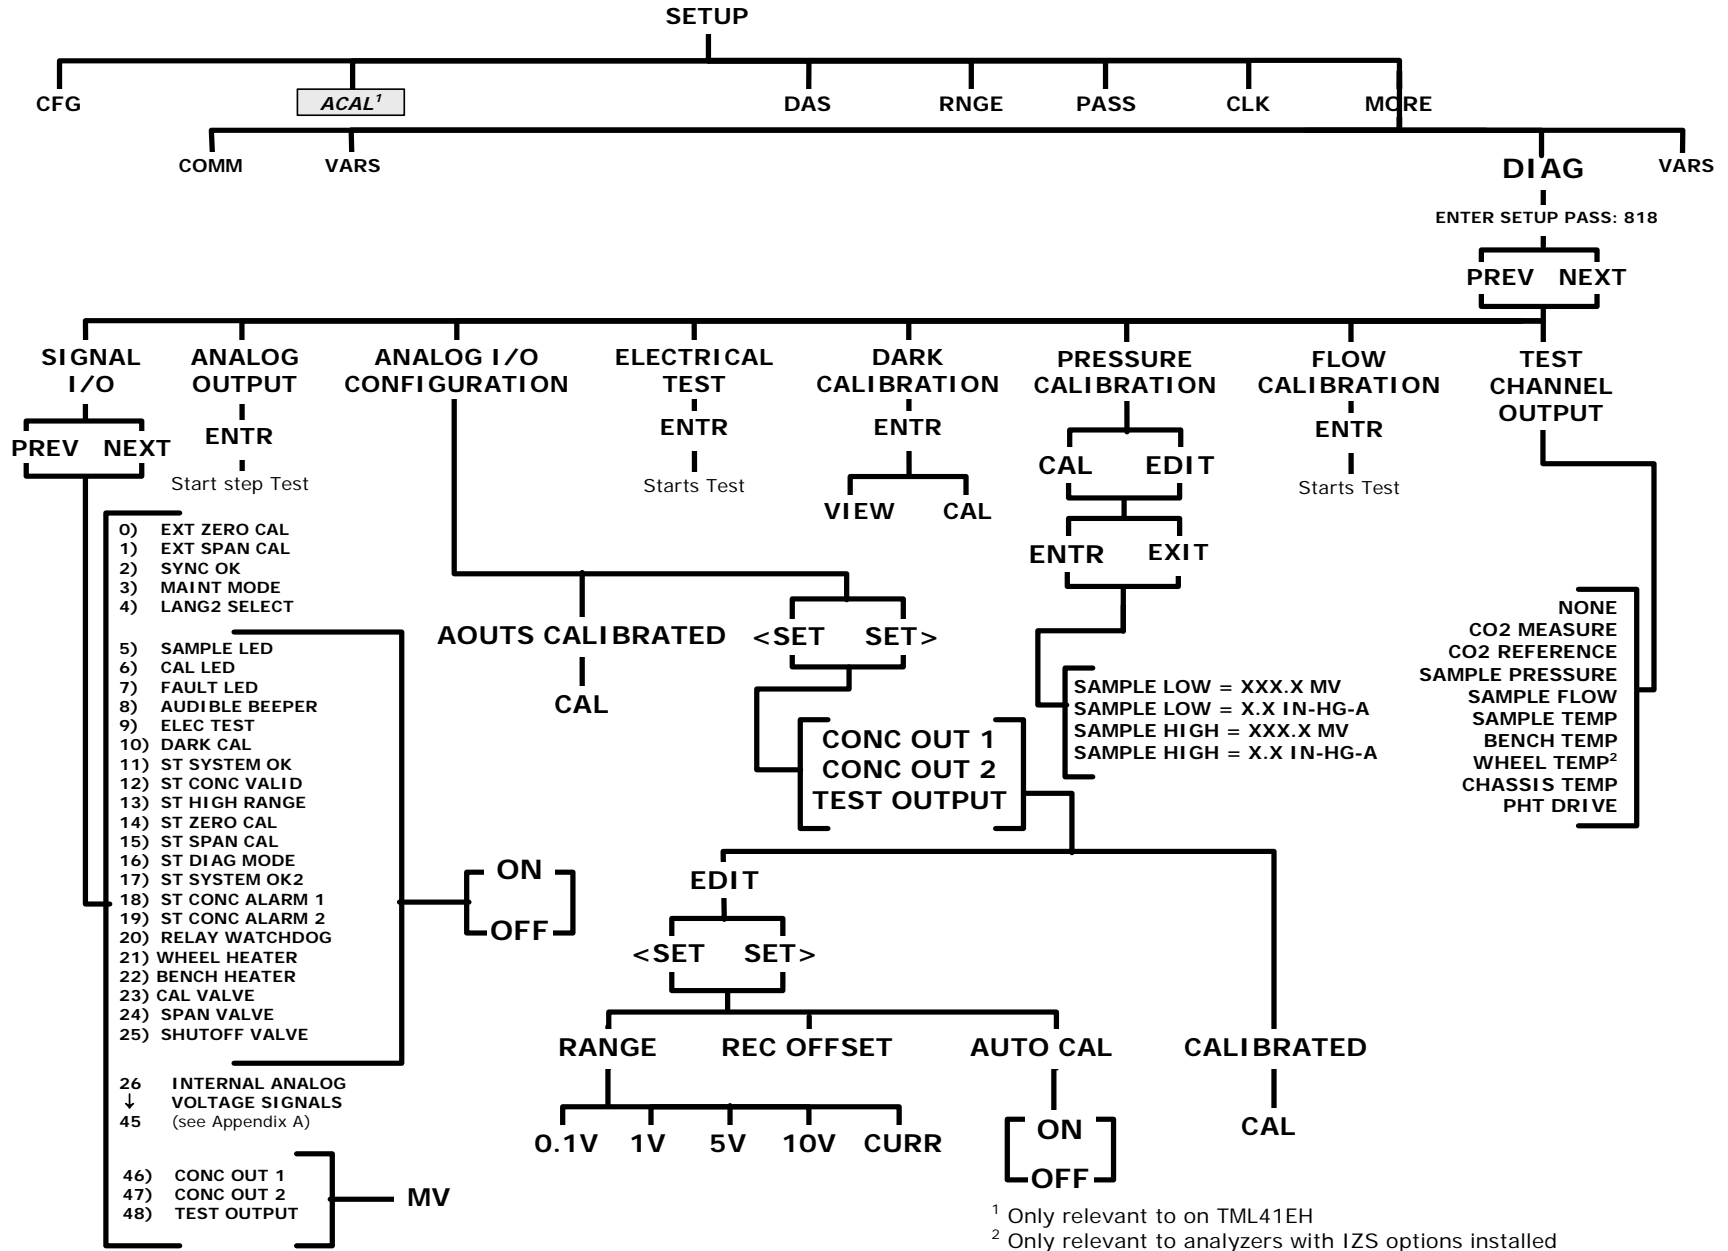 SETUP
CFG
ACAL¹
DAS
RNGE
PASS
CLK
MORE
COMM
VARS
DIAG
VARS
ENTER SETUP PASS: 818
PREV NEXT
SIGNAL
I/O
ANALOG
OUTPUT
ANALOG I/O
CONFIGURATION
ELECTRICAL
TEST
DARK
CALIBRATION
PRESSURE
CALIBRATION
FLOW
CALIBRATION
TEST
CHANNEL
OUTPUT
PREV NEXT
ENTR
Start step Test
ENTR
Starts Test
ENTR
VIEW CAL
CAL EDIT
ENTR EXIT
ENTR
Starts Test
0) EXT ZERO CAL
1) EXT SPAN CAL
2) SYNC OK
3) MAINT MODE
4) LANG2 SELECT
5) SAMPLE LED
6) CAL LED
7) FAULT LED
8) AUDIBLE BEEPER
9) ELEC TEST
10) DARK CAL
11) ST SYSTEM OK
12) ST CONC VALID
13) ST HIGH RANGE
14) ST ZERO CAL
15) ST SPAN CAL
16) ST DIAG MODE
17) ST SYSTEM OK2
18) ST CONC ALARM 1
19) ST CONC ALARM 2
20) RELAY WATCHDOG
21) WHEEL HEATER
22) BENCH HEATER
23) CAL VALVE
24) SPAN VALVE
25) SHUTOFF VALVE
26 INTERNAL ANALOG
↓ VOLTAGE SIGNALS
45 (see Appendix A)
46) CONC OUT 1
47) CONC OUT 2
48) TEST OUTPUT
MV
ON
OFF
AOUTS CALIBRATED
CAL
<SET SET>
CONC OUT 1
CONC OUT 2
TEST OUTPUT
SAMPLE LOW = XXX.X MV
SAMPLE LOW = X.X IN-HG-A
SAMPLE HIGH = XXX.X MV
SAMPLE HIGH = X.X IN-HG-A
NONE
CO2 MEASURE
CO2 REFERENCE
SAMPLE PRESSURE
SAMPLE FLOW
SAMPLE TEMP
BENCH TEMP
WHEEL TEMP²
CHASSIS TEMP
PHT DRIVE
EDIT
<SET SET>
RANGE
REC OFFSET
AUTO CAL
CALIBRATED
0.1V 1V 5V 10V CURR
ON
OFF
CAL
¹ Only relevant to on TML41EH
² Only relevant to analyzers with IZS options installed